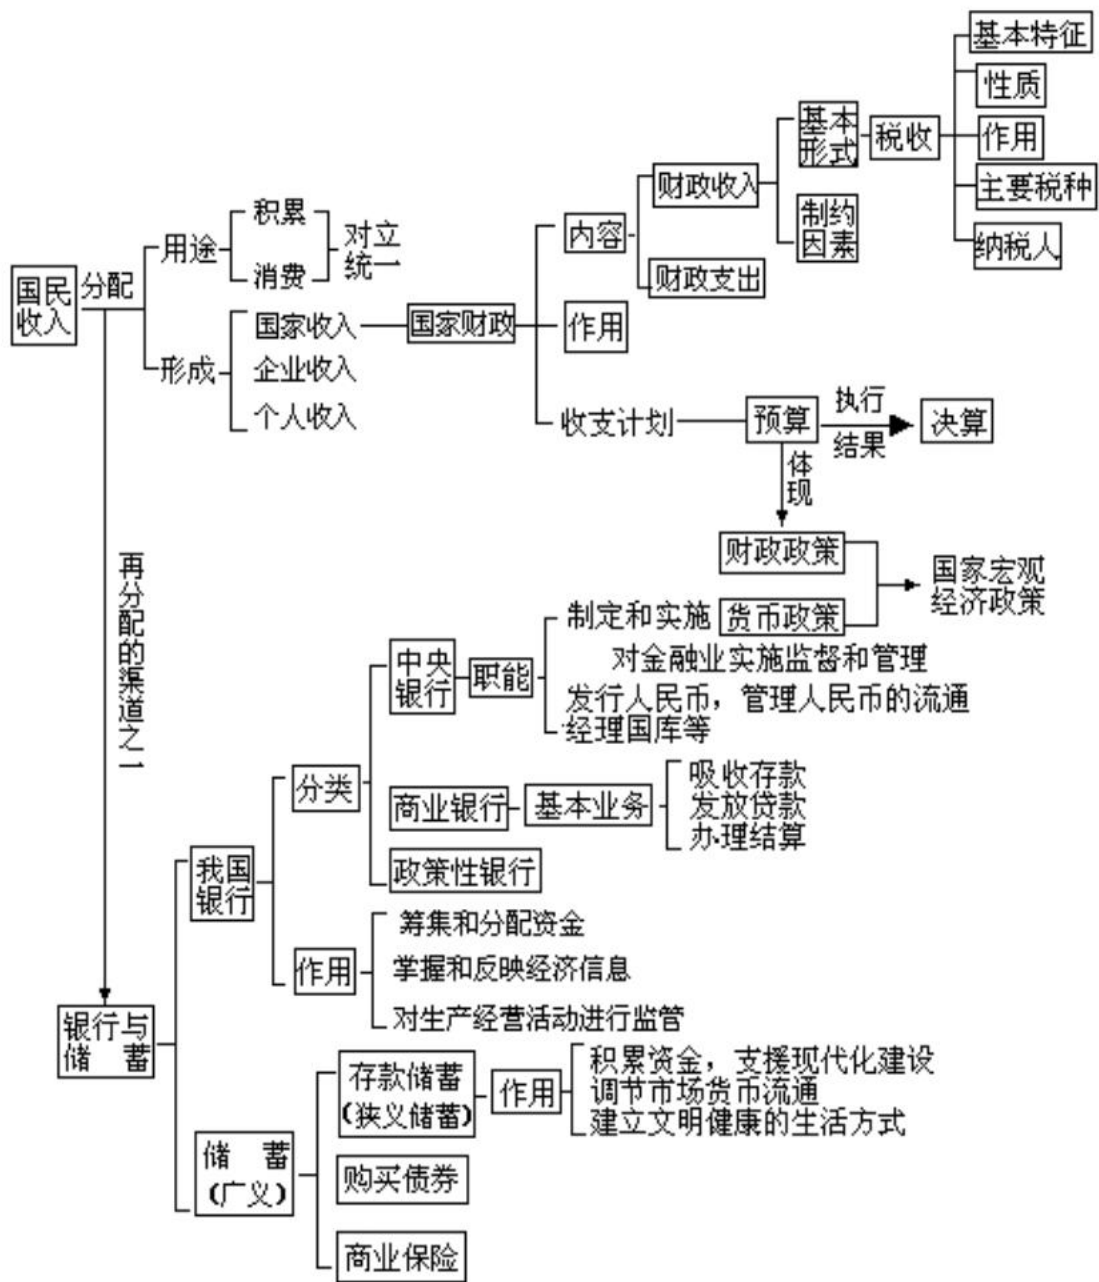 基本特征
性质
基本
形式
税收
作用
财政收入
主要税种
积累
制约
因素
用途
对立
统一
内容
纳税人
消费
财政支出
国民
收入
分配
国家收入
国家财政
作用
形成
企业收入
个人收入
收支计划
预算
执行
结果
决算
体现
财政政策
国家宏观
经济政策
再分配的渠道之一
制定和实施
货币政策
中央
银行
职能
对金融业实施监督和管理
发行人民币，管理人民币的流通
经理国库等
分类
吸收存款
商业银行
基本业务
发放贷款
办理结算
我国
银行
政策性银行
筹集和分配资金
作用
掌握和反映经济信息
对生产经营活动进行监管
银行与
储 蓄
存款储蓄
(狭义储蓄)
作用
积累资金，支援现代化建设
调节市场货币流通
建立文明健康的生活方式
储 蓄
(广义)
购买债券
商业保险